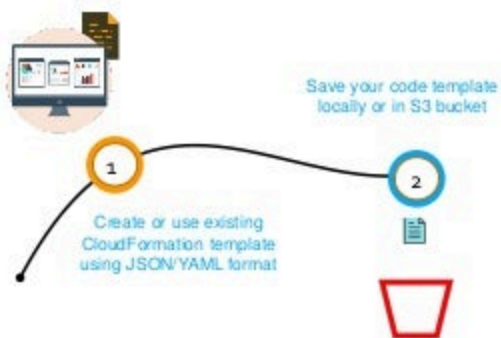 Save your code template
locally or in S3 bucket
1
2
Create or use existing
CloudFormation template
using JSON/YAML format